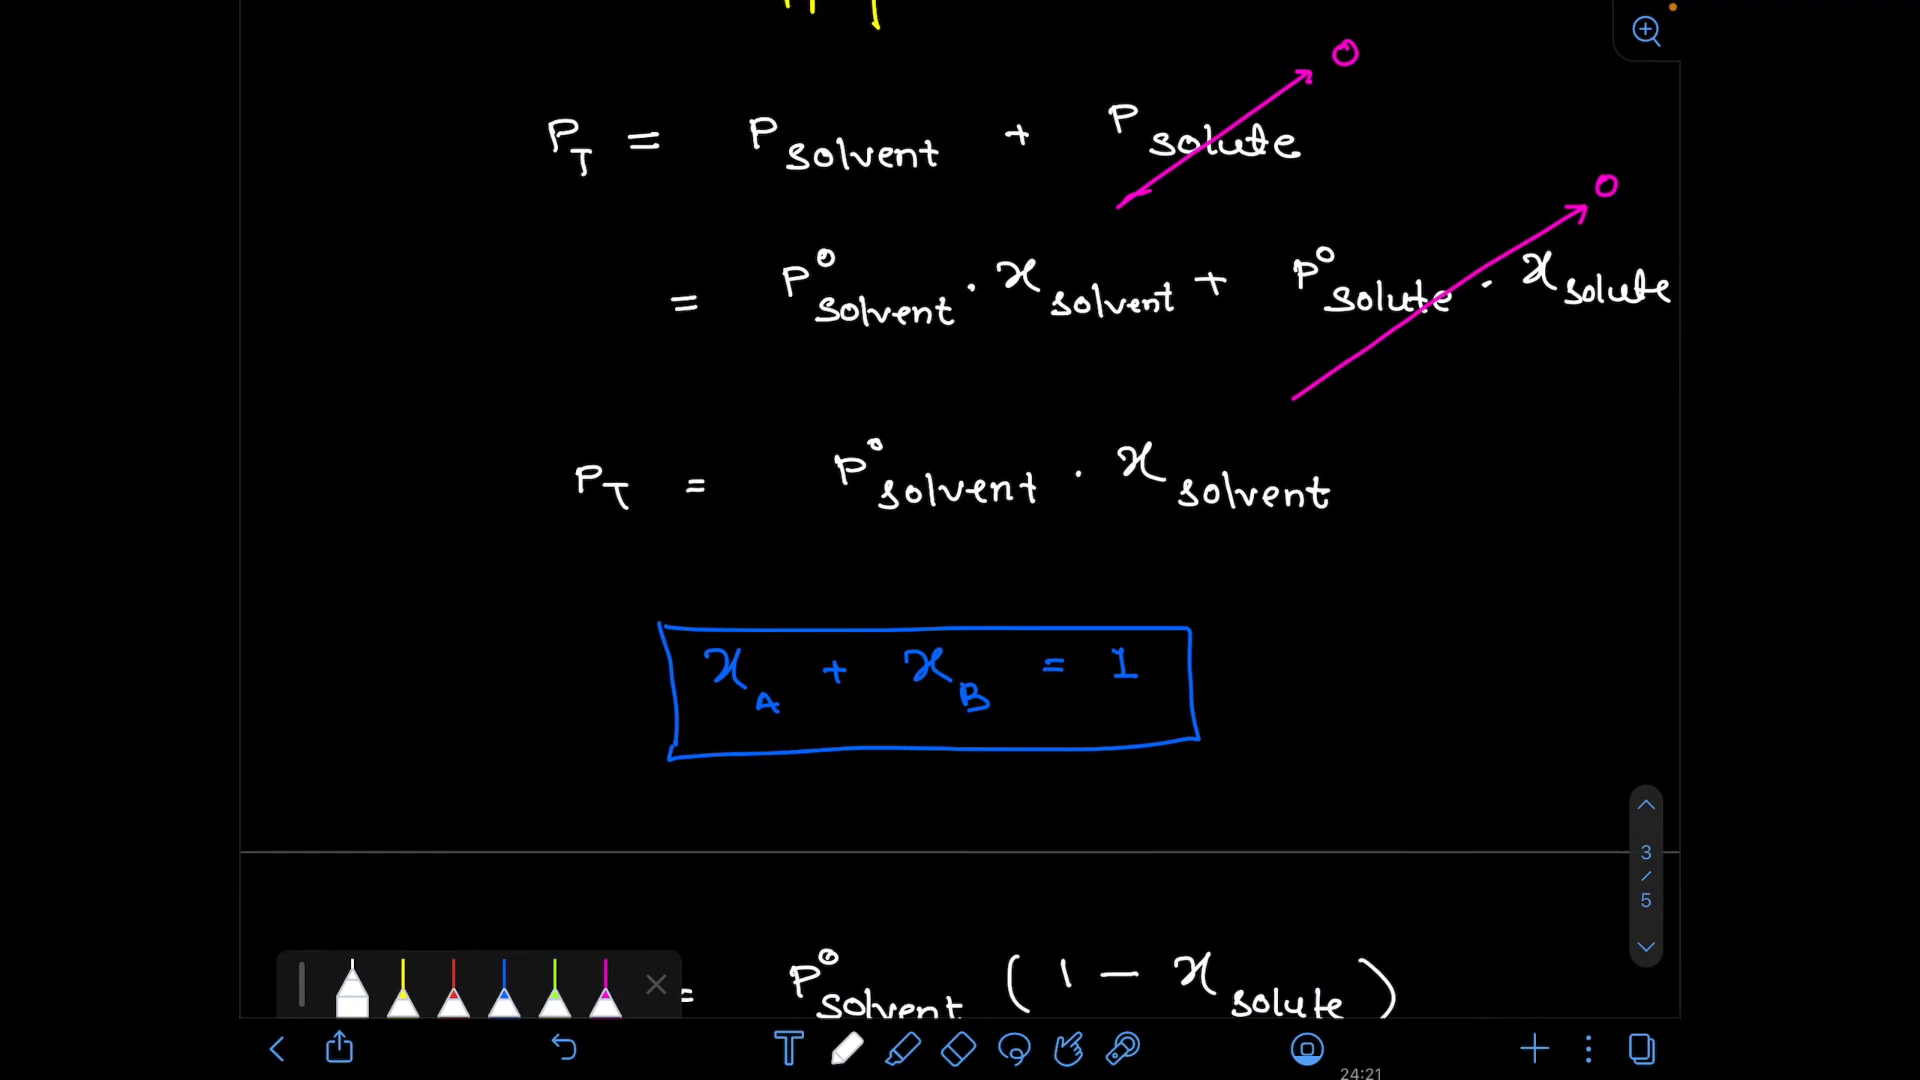 P_T = P_solvent + P_solute 0
= P°_solvent · x_solvent + P°_solute · x_solute 0
P_T = P°_solvent · x_solvent
x_A + x_B = 1
3
/
5
= P°_solvent (1 − x_solute)
T
24:21